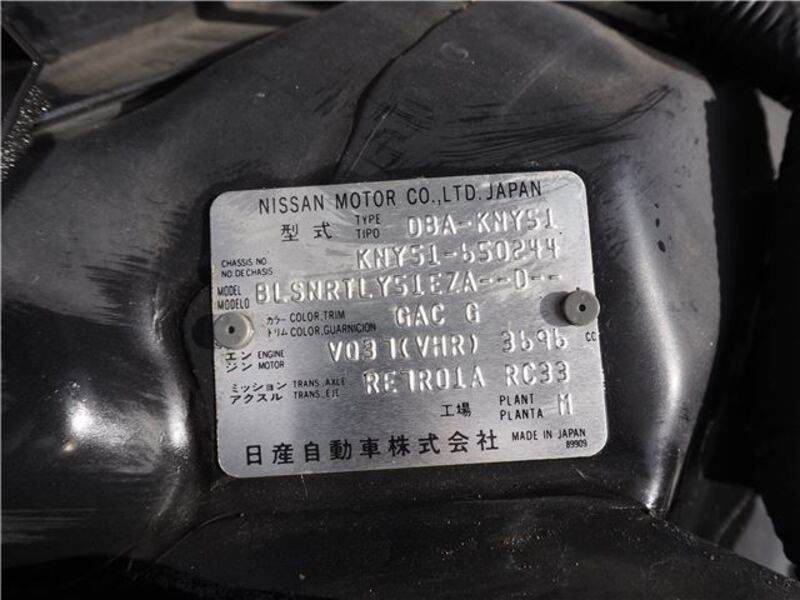 NISSAN MOTOR CO.,LTD. JAPAN
型式 TYPE TIPO DBA-KNY51
CHASSIS NO NO. DE CHASIS KNY51-650244
MODEL MODELO BLSNRTLY51EZA--D--
カラー COLOR, TRIM トリム COLOR, GUARNICION GAC G
エンジン ENGINE MOTOR VQ37(VHR) 3696 CC
ミッション TRANS., AXLE アクスル TRANS., EJE RE7R01A RC33
工場 PLANT PLANTA M
日産自動車株式会社 MADE IN JAPAN
89909